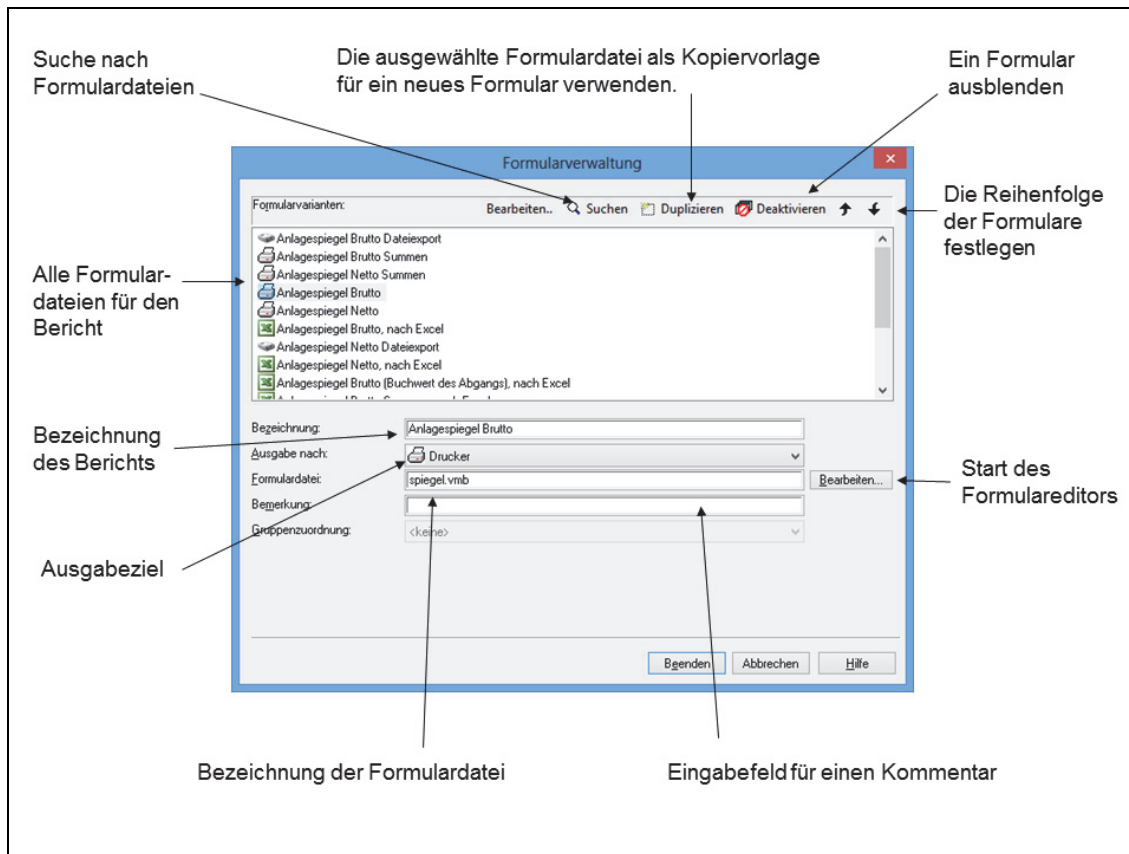 Suche nach
Formulardateien
Die ausgewählte Formulardatei als Kopiervorlage
für ein neues Formular verwenden.
Ein Formular
ausblenden
Formularverwaltung
Formularvarianten:
Bearbeiten.. Suchen Duplizieren Deaktivieren
Die Reihenfolge
der Formulare
festlegen
Alle Formular-
dateien für den
Bericht
Anlagespiegel Brutto Dateiexport
Anlagespiegel Brutto Summen
Anlagespiegel Netto Summen
Anlagespiegel Brutto
Anlagespiegel Netto
Anlagespiegel Brutto, nach Excel
Anlagespiegel Netto Dateiexport
Anlagespiegel Netto, nach Excel
Anlagespiegel Brutto (Buchwert des Abgangs), nach Excel
Bezeichnung
des Berichts
Bezeichnung: Anlagespiegel Brutto
Ausgabe nach: Drucker
Formulardatei: spiegel.vmb Bearbeiten...
Bemerkung:
Gruppenzuordnung: <keine>
Start des
Formulareditors
Ausgabeziel
Beenden Abbrechen Hilfe
Bezeichnung der Formulardatei
Eingabefeld für einen Kommentar